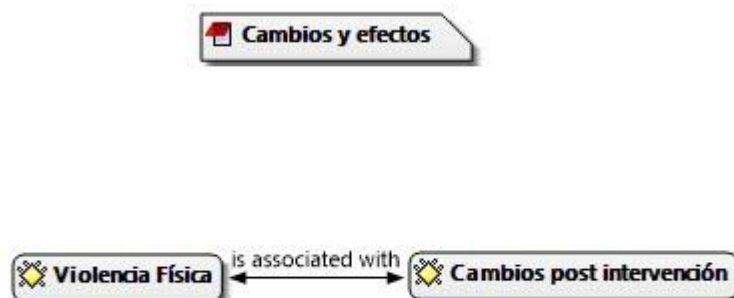 Cambios y efectos
is associated with
Violencia Física
Cambios post intervención